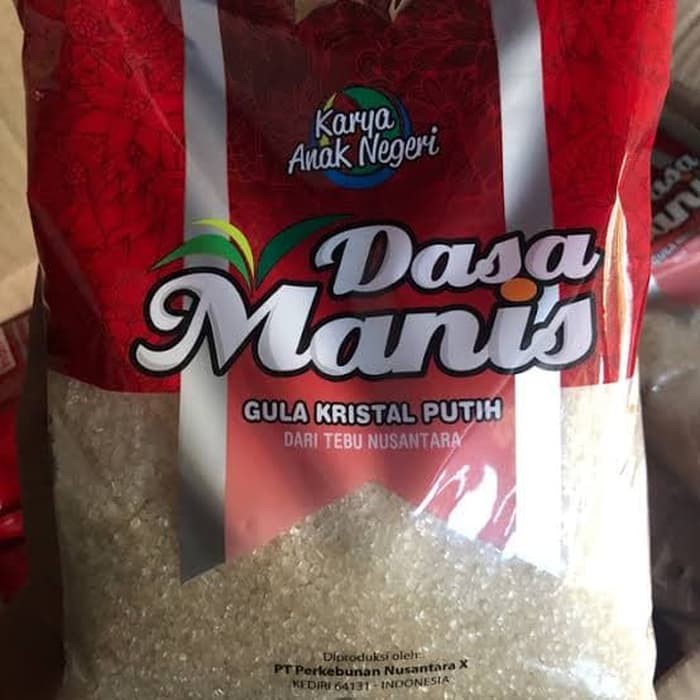 Karya
Anak Negeri
Dasa
Manis
GULA KRISTAL PUTIH
DARI TEBU NUSANTARA
Diproduksi oleh:
PT Perkebunan Nusantara X
KEDIRI 64131 - INDONESIA